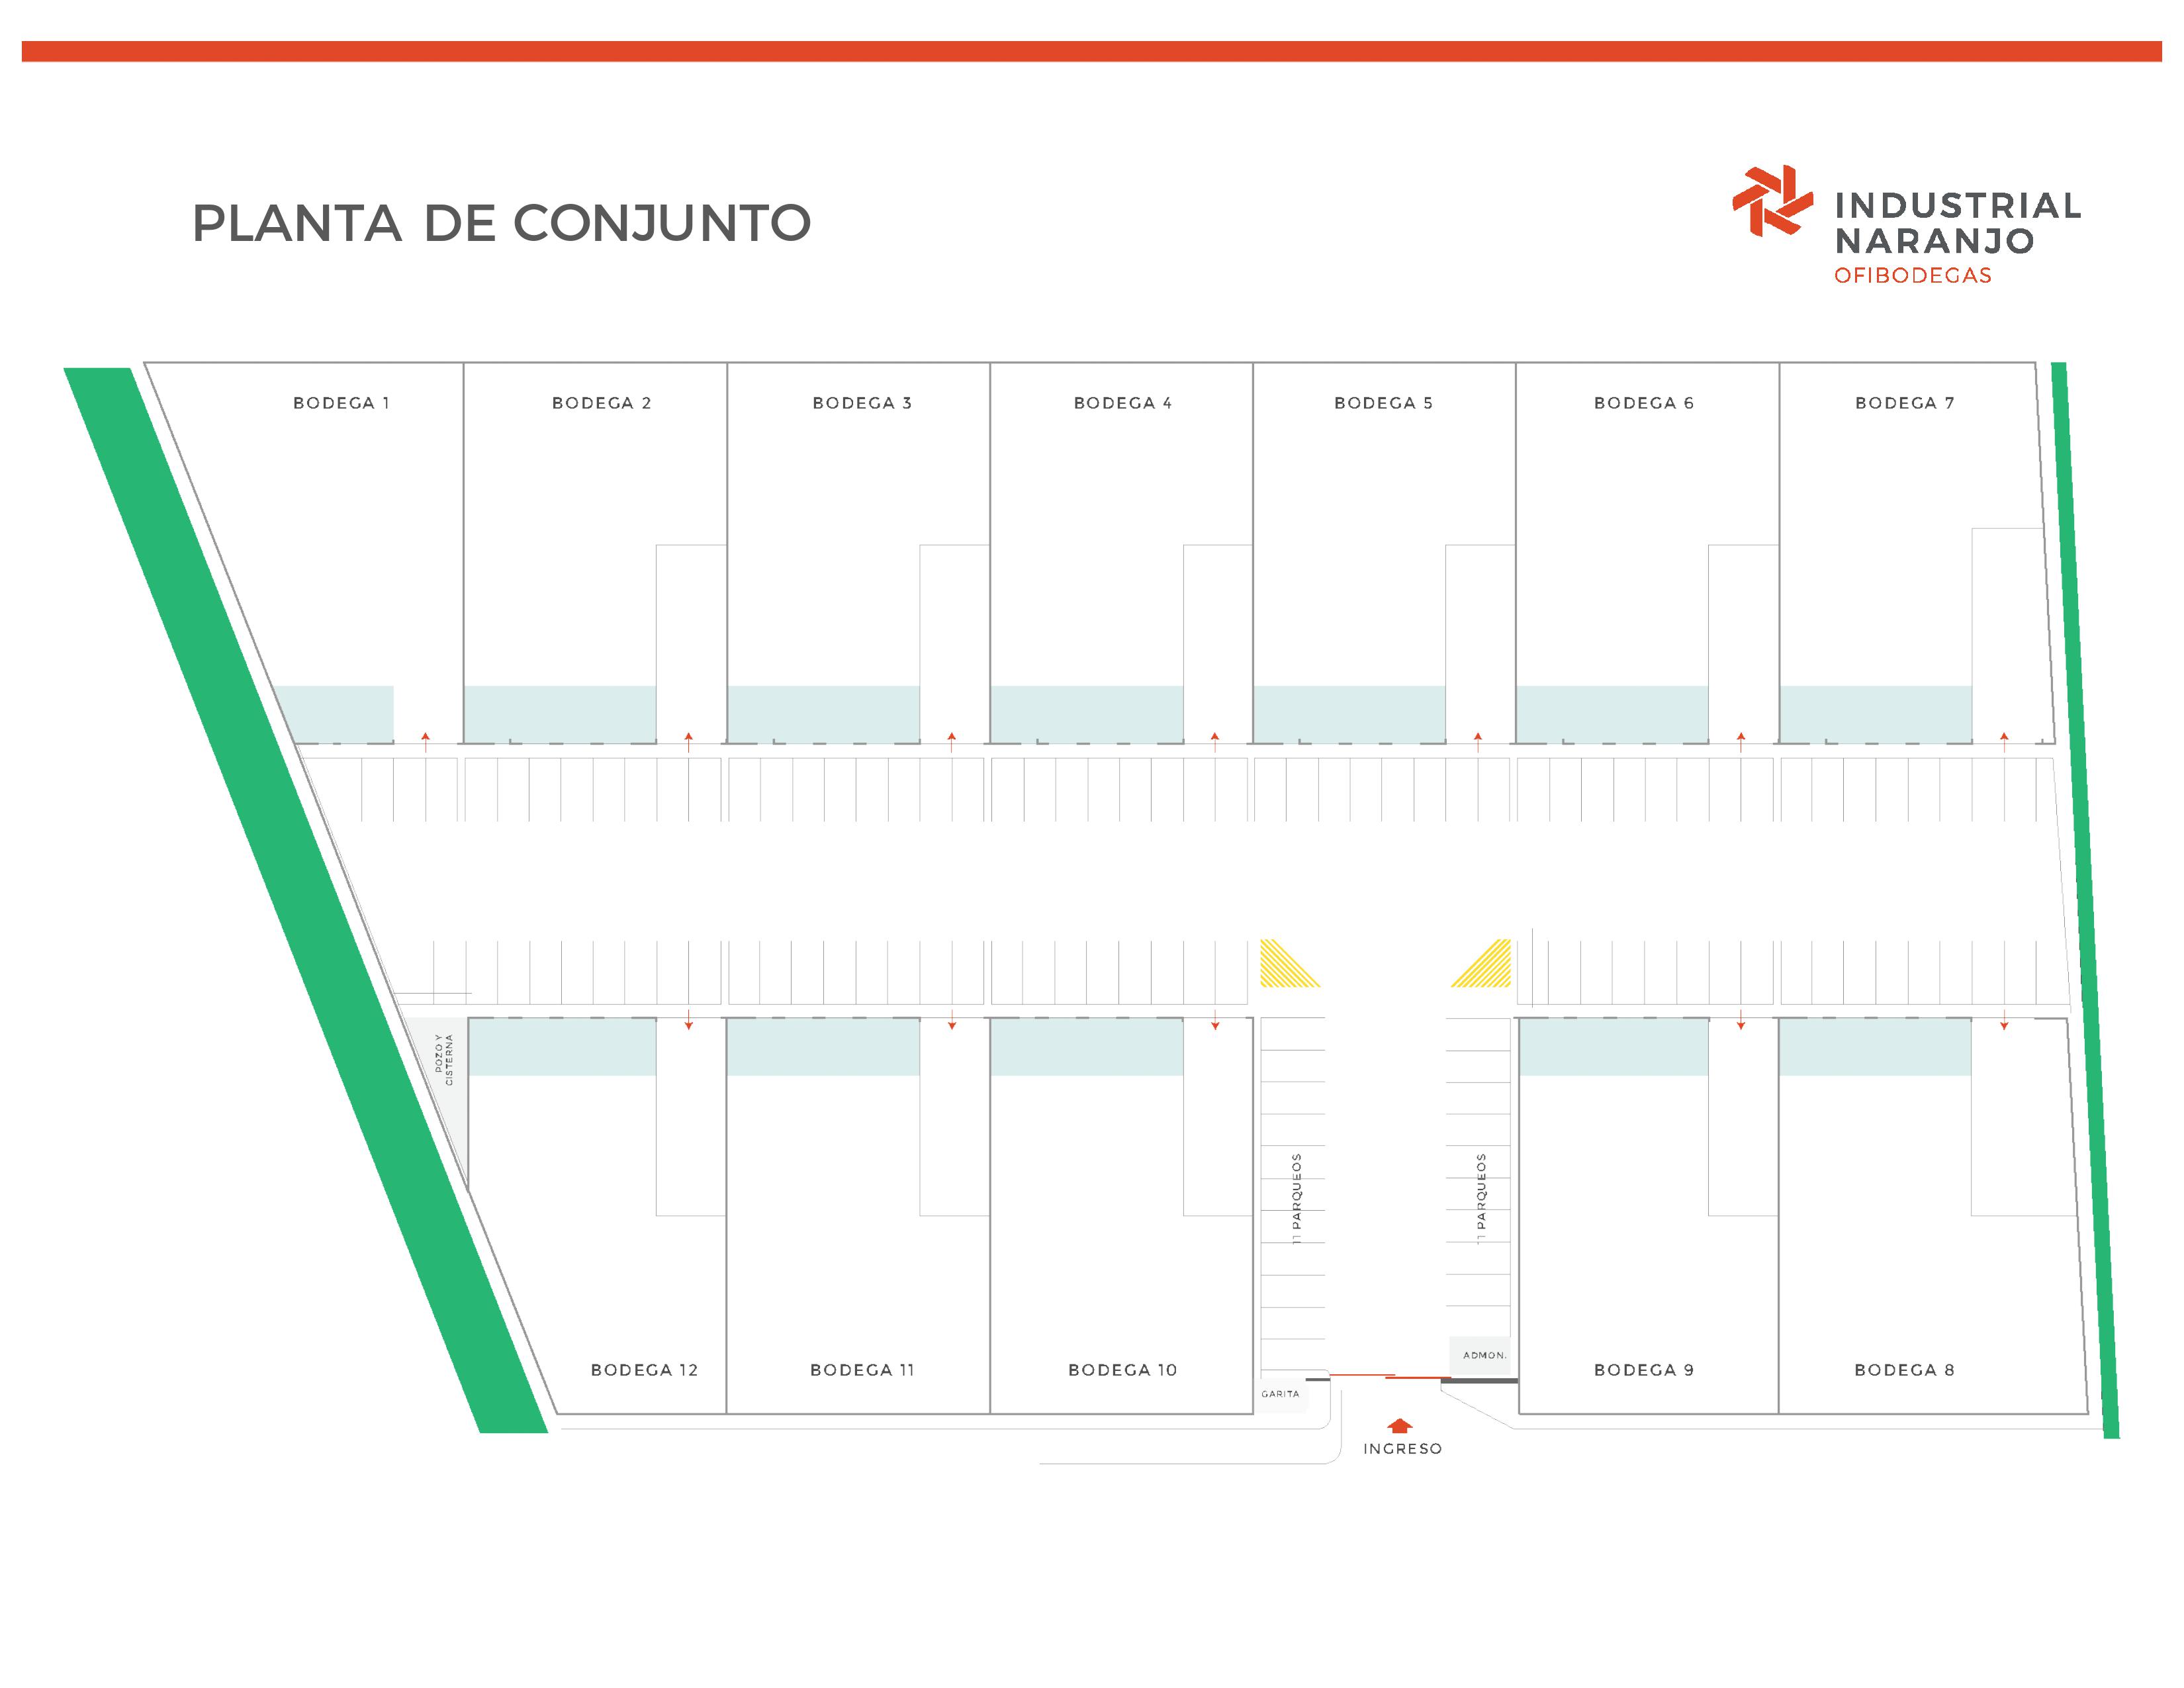 PLANTA DE CONJUNTO
INDUSTRIAL
NARANJO
OFIBODEGAS
BODEGA 1
BODEGA 2
BODEGA 3
BODEGA 4
BODEGA 5
BODEGA 6
BODEGA 7
POZO Y
CISTERNA
11 PARQUEOS
11 PARQUEOS
ADMON.
BODEGA 12
BODEGA 11
BODEGA 10
BODEGA 9
BODEGA 8
GARITA
INGRESO